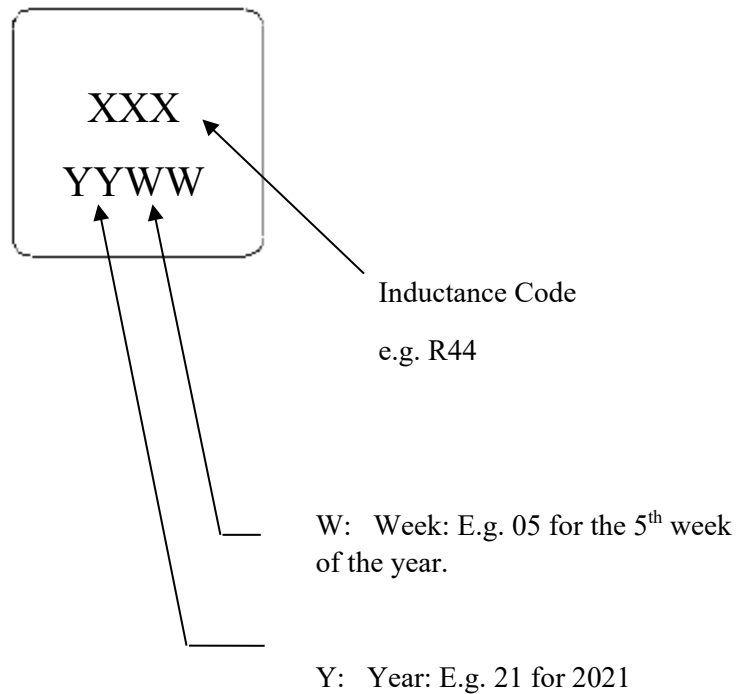 XXX
YYWW
Inductance Code
e.g. R44
W: Week: E.g. 05 for the 5th week
of the year.
Y: Year: E.g. 21 for 2021